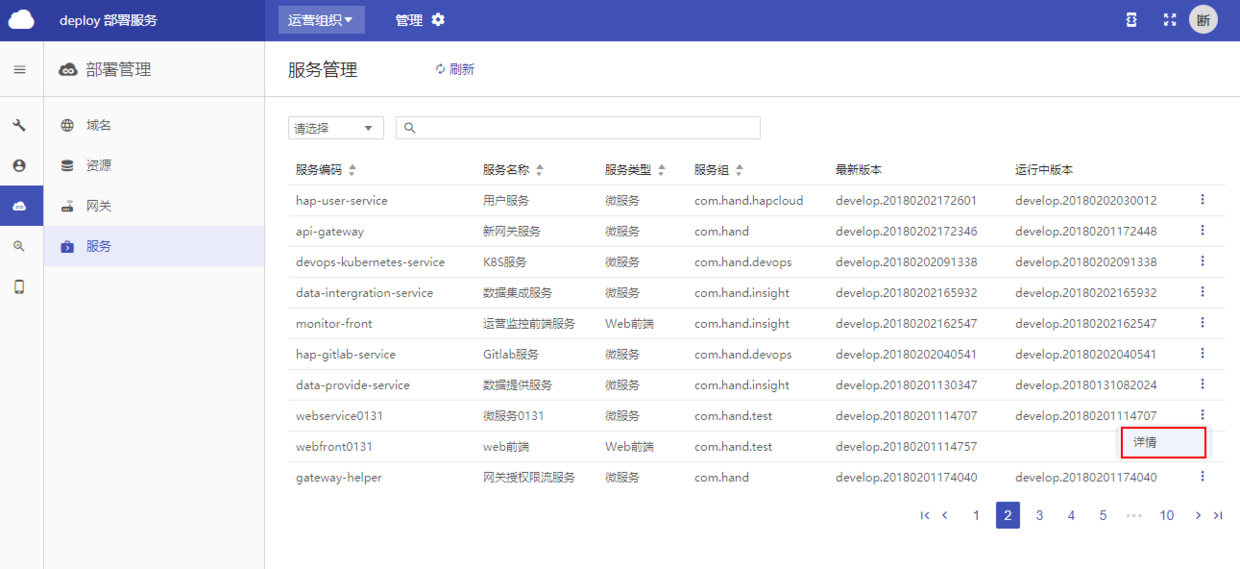 deploy 部署服务 运营组织 管理 断
部署管理 服务管理 刷新
域名
资源
网关
服务
请选择
服务编码 服务名称 服务类型 服务组 最新版本 运行中版本
hap-user-service 用户服务 微服务 com.hand.hapcloud develop.20180202172601 develop.20180202030012
api-gateway 新网关服务 微服务 com.hand develop.20180202172346 develop.20180201172448
devops-kubernetes-service K8S服务 微服务 com.hand.devops develop.20180202091338 develop.20180202091338
data-intergration-service 数据集成服务 微服务 com.hand.insight develop.20180202165932 develop.20180202165932
monitor-front 运营监控前端服务 Web前端 com.hand.insight develop.20180202162547 develop.20180202162547
hap-gitlab-service Gitlab服务 微服务 com.hand.devops develop.20180202040541 develop.20180202040541
data-provide-service 数据提供服务 微服务 com.hand.insight develop.20180201130347 develop.20180131082024
webservice0131 微服务0131 微服务 com.hand.test develop.20180201114707 develop.20180201114707
webfront0131 web前端 Web前端 com.hand.test develop.20180201114757 详情
gateway-helper 网关授权限流服务 微服务 com.hand develop.20180201174040 develop.20180201174040
1 2 3 4 5 ••• 10